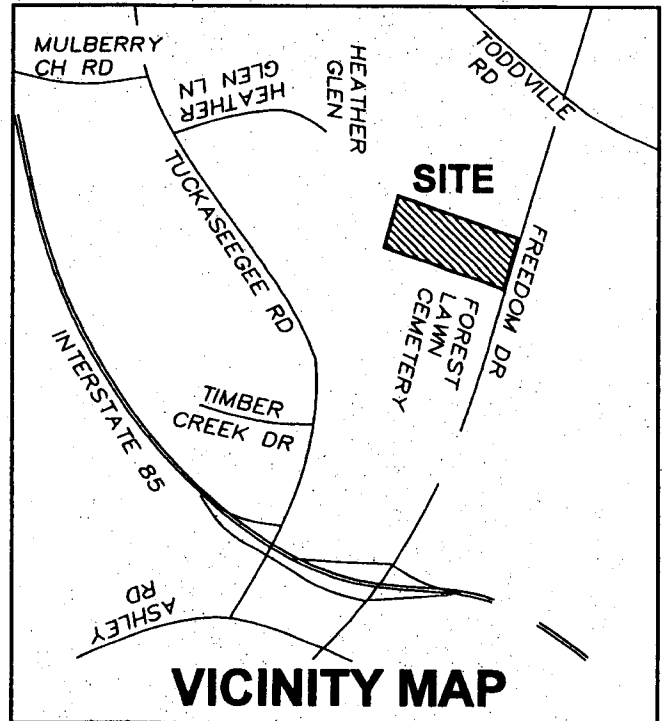 MULBERRY
CH RD
HEATHER
GLEN LN
HEATHER
GLEN
TODDVILLE
RD
TUCKASEEGEE RD
SITE
FREEDOM DR
FOREST
LAWN
CEMETERY
INTERSTATE 85
TIMBER
CREEK DR
ASHLEY
RD
VICINITY MAP